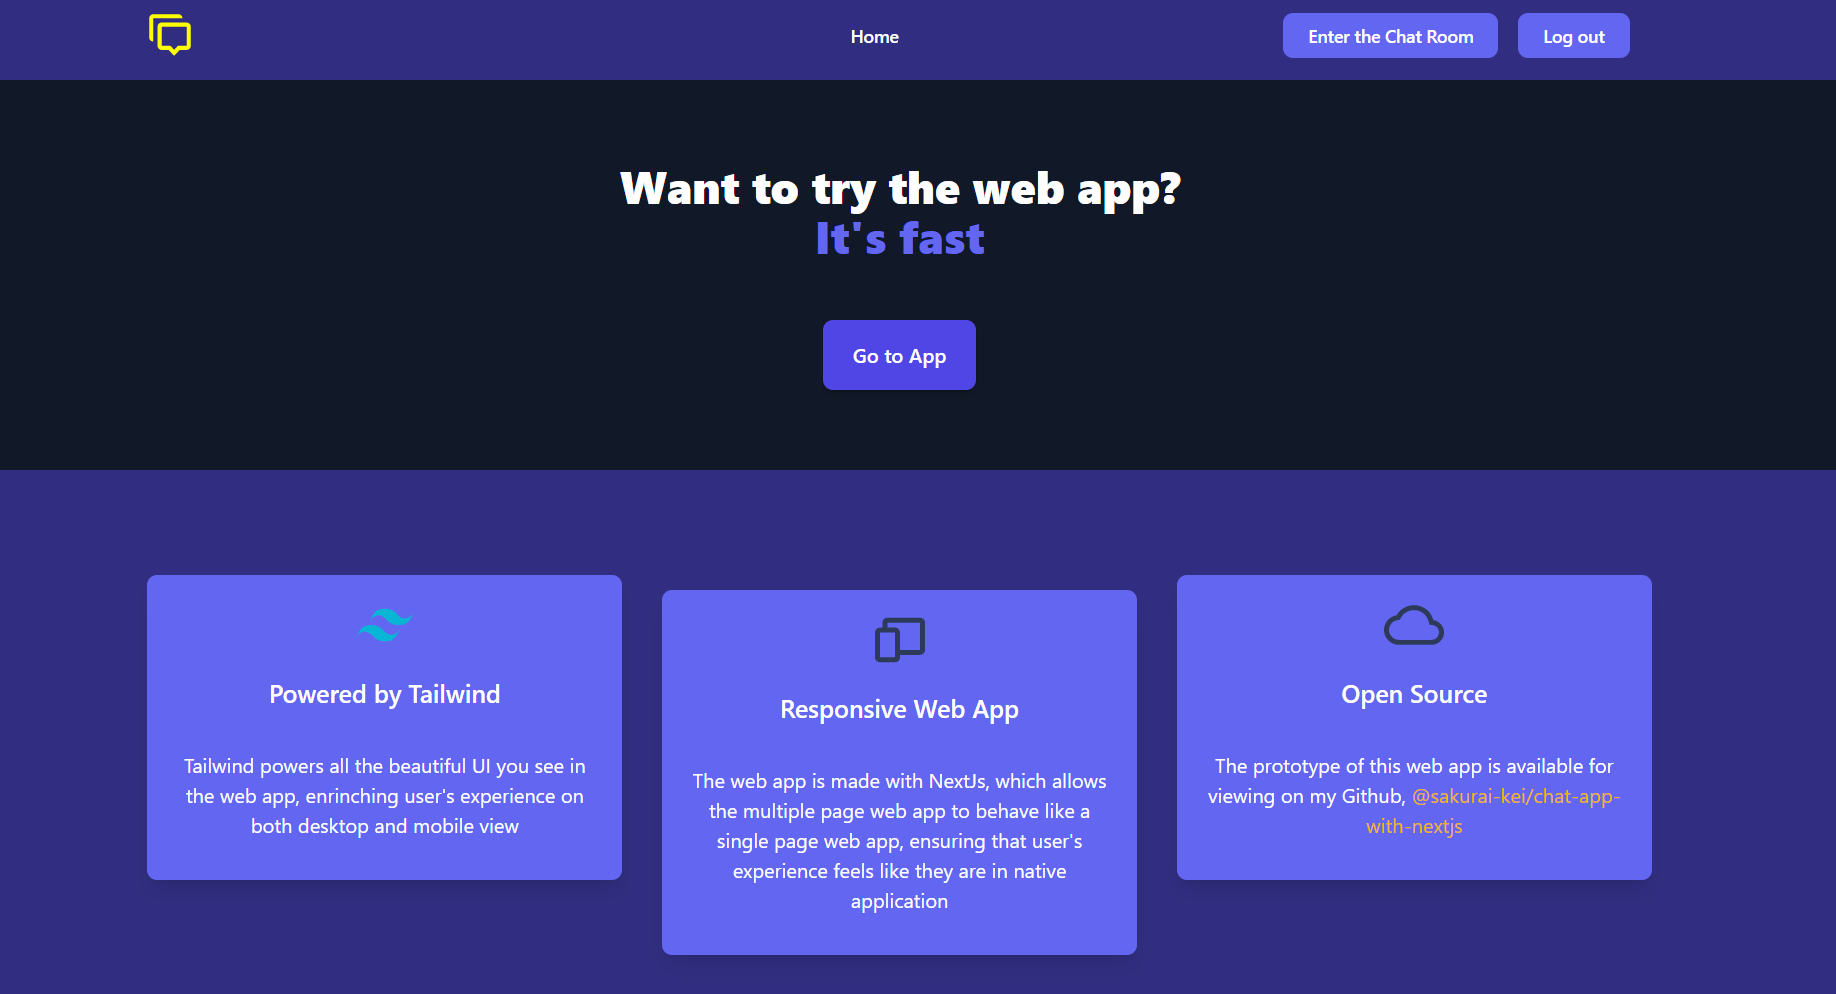 Home
Enter the Chat Room
Log out
Want to try the web app?
It's fast
Go to App
Powered by Tailwind
Tailwind powers all the beautiful UI you see in
the web app, enrinching user's experience on
both desktop and mobile view
Responsive Web App
The web app is made with NextJs, which allows
the multiple page web app to behave like a
single page web app, ensuring that user's
experience feels like they are in native
application
Open Source
The prototype of this web app is available for
viewing on my Github, @sakurai-kei/chat-app-
with-nextjs